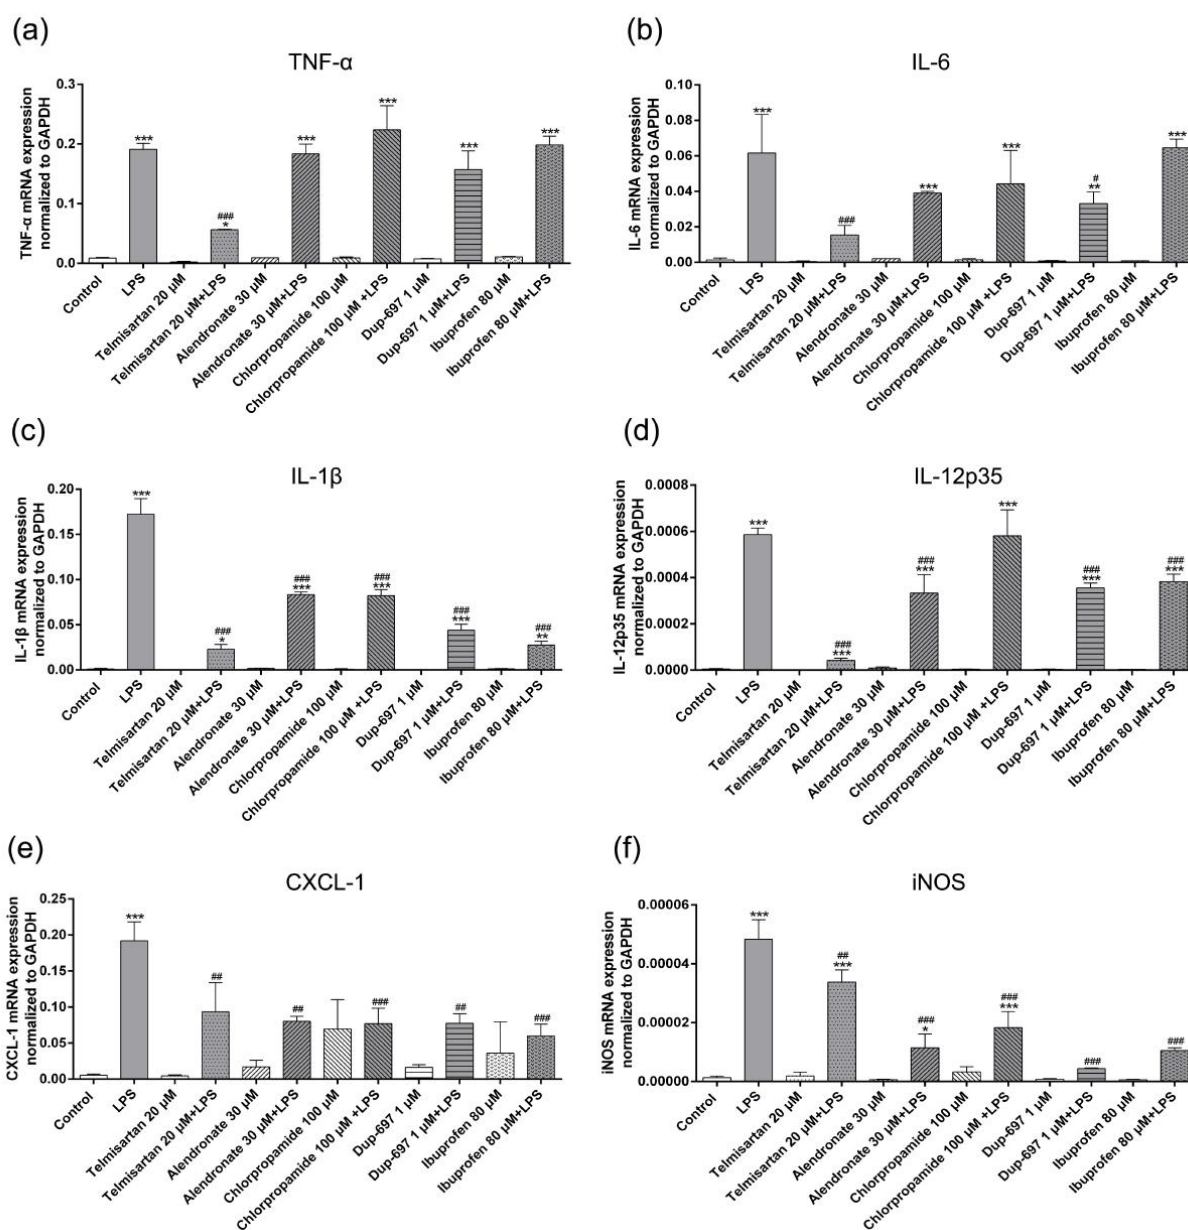 (a)
TNF-α
TNF-α mRNA expression
normalized to GAPDH
0.3
0.2
0.1
0.0
***
###
*
***
***
***
***
Control
LPS
Telmisartan 20 μM
Telmisartan 20 μM+LPS
Alendronate 30 μM
Alendronate 30 μM+LPS
Chlorpropamide 100 μM
Chlorpropamide 100 μM +LPS
Dup-697 1 μM
Dup-697 1 μM+LPS
Ibuprofen 80 μM
Ibuprofen 80 μM+LPS
(b)
IL-6
IL-6 mRNA expression
normalized to GAPDH
0.10
0.08
0.06
0.04
0.02
0.00
***
###
***
***
#
**
***
Control
LPS
Telmisartan 20 μM
Telmisartan 20 μM+LPS
Alendronate 30 μM
Alendronate 30 μM+LPS
Chlorpropamide 100 μM
Chlorpropamide 100 μM +LPS
Dup-697 1 μM
Dup-697 1 μM+LPS
Ibuprofen 80 μM
Ibuprofen 80 μM+LPS
(c)
IL-1β
IL-1β mRNA expression
normalized to GAPDH
0.20
0.15
0.10
0.05
0.00
***
###
*
###
***
###
***
###
***
###
**
Control
LPS
Telmisartan 20 μM
Telmisartan 20 μM+LPS
Alendronate 30 μM
Alendronate 30 μM+LPS
Chlorpropamide 100 μM
Chlorpropamide 100 μM +LPS
Dup-697 1 μM
Dup-697 1 μM+LPS
Ibuprofen 80 μM
Ibuprofen 80 μM+LPS
(d)
IL-12p35
IL-12p35 mRNA expression
normalized to GAPDH
0.0008
0.0006
0.0004
0.0002
0.0000
***
###
***
###
***
***
###
***
###
***
Control
LPS
Telmisartan 20 μM
Telmisartan 20 μM+LPS
Alendronate 30 μM
Alendronate 30 μM+LPS
Chlorpropamide 100 μM
Chlorpropamide 100 μM +LPS
Dup-697 1 μM
Dup-697 1 μM+LPS
Ibuprofen 80 μM
Ibuprofen 80 μM+LPS
(e)
CXCL-1
CXCL-1 mRNA expression
normalized to GAPDH
0.25
0.20
0.15
0.10
0.05
0.00
***
##
##
###
##
###
Control
LPS
Telmisartan 20 μM
Telmisartan 20 μM+LPS
Alendronate 30 μM
Alendronate 30 μM+LPS
Chlorpropamide 100 μM
Chlorpropamide 100 μM +LPS
Dup-697 1 μM
Dup-697 1 μM+LPS
Ibuprofen 80 μM
Ibuprofen 80 μM+LPS
(f)
iNOS
iNOS mRNA expression
normalized to GAPDH
0.00006
0.00004
0.00002
0.00000
***
##
***
###
*
###
***
###
###
Control
LPS
Telmisartan 20 μM
Telmisartan 20 μM+LPS
Alendronate 30 μM
Alendronate 30 μM+LPS
Chlorpropamide 100 μM
Chlorpropamide 100 μM +LPS
Dup-697 1 μM
Dup-697 1 μM+LPS
Ibuprofen 80 μM
Ibuprofen 80 μM+LPS